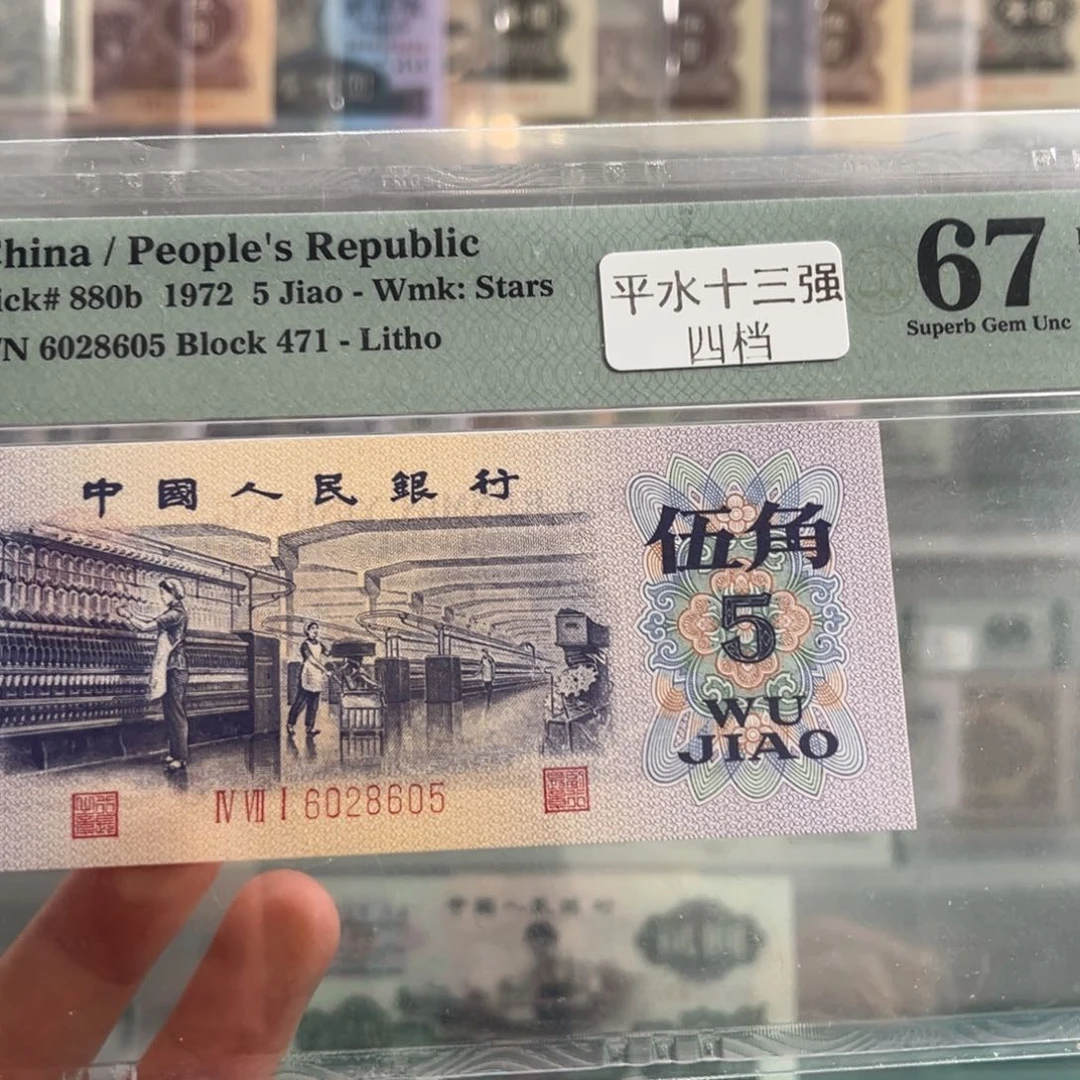 China / People's Republic
ick# 880b 1972 5 Jiao - Wmk: Stars
/N 6028605 Block 471 - Litho
平水十三强
四档
67
Superb Gem Unc
中國人民銀行
伍角
5
WU
JIAO
IV VII I 6028605